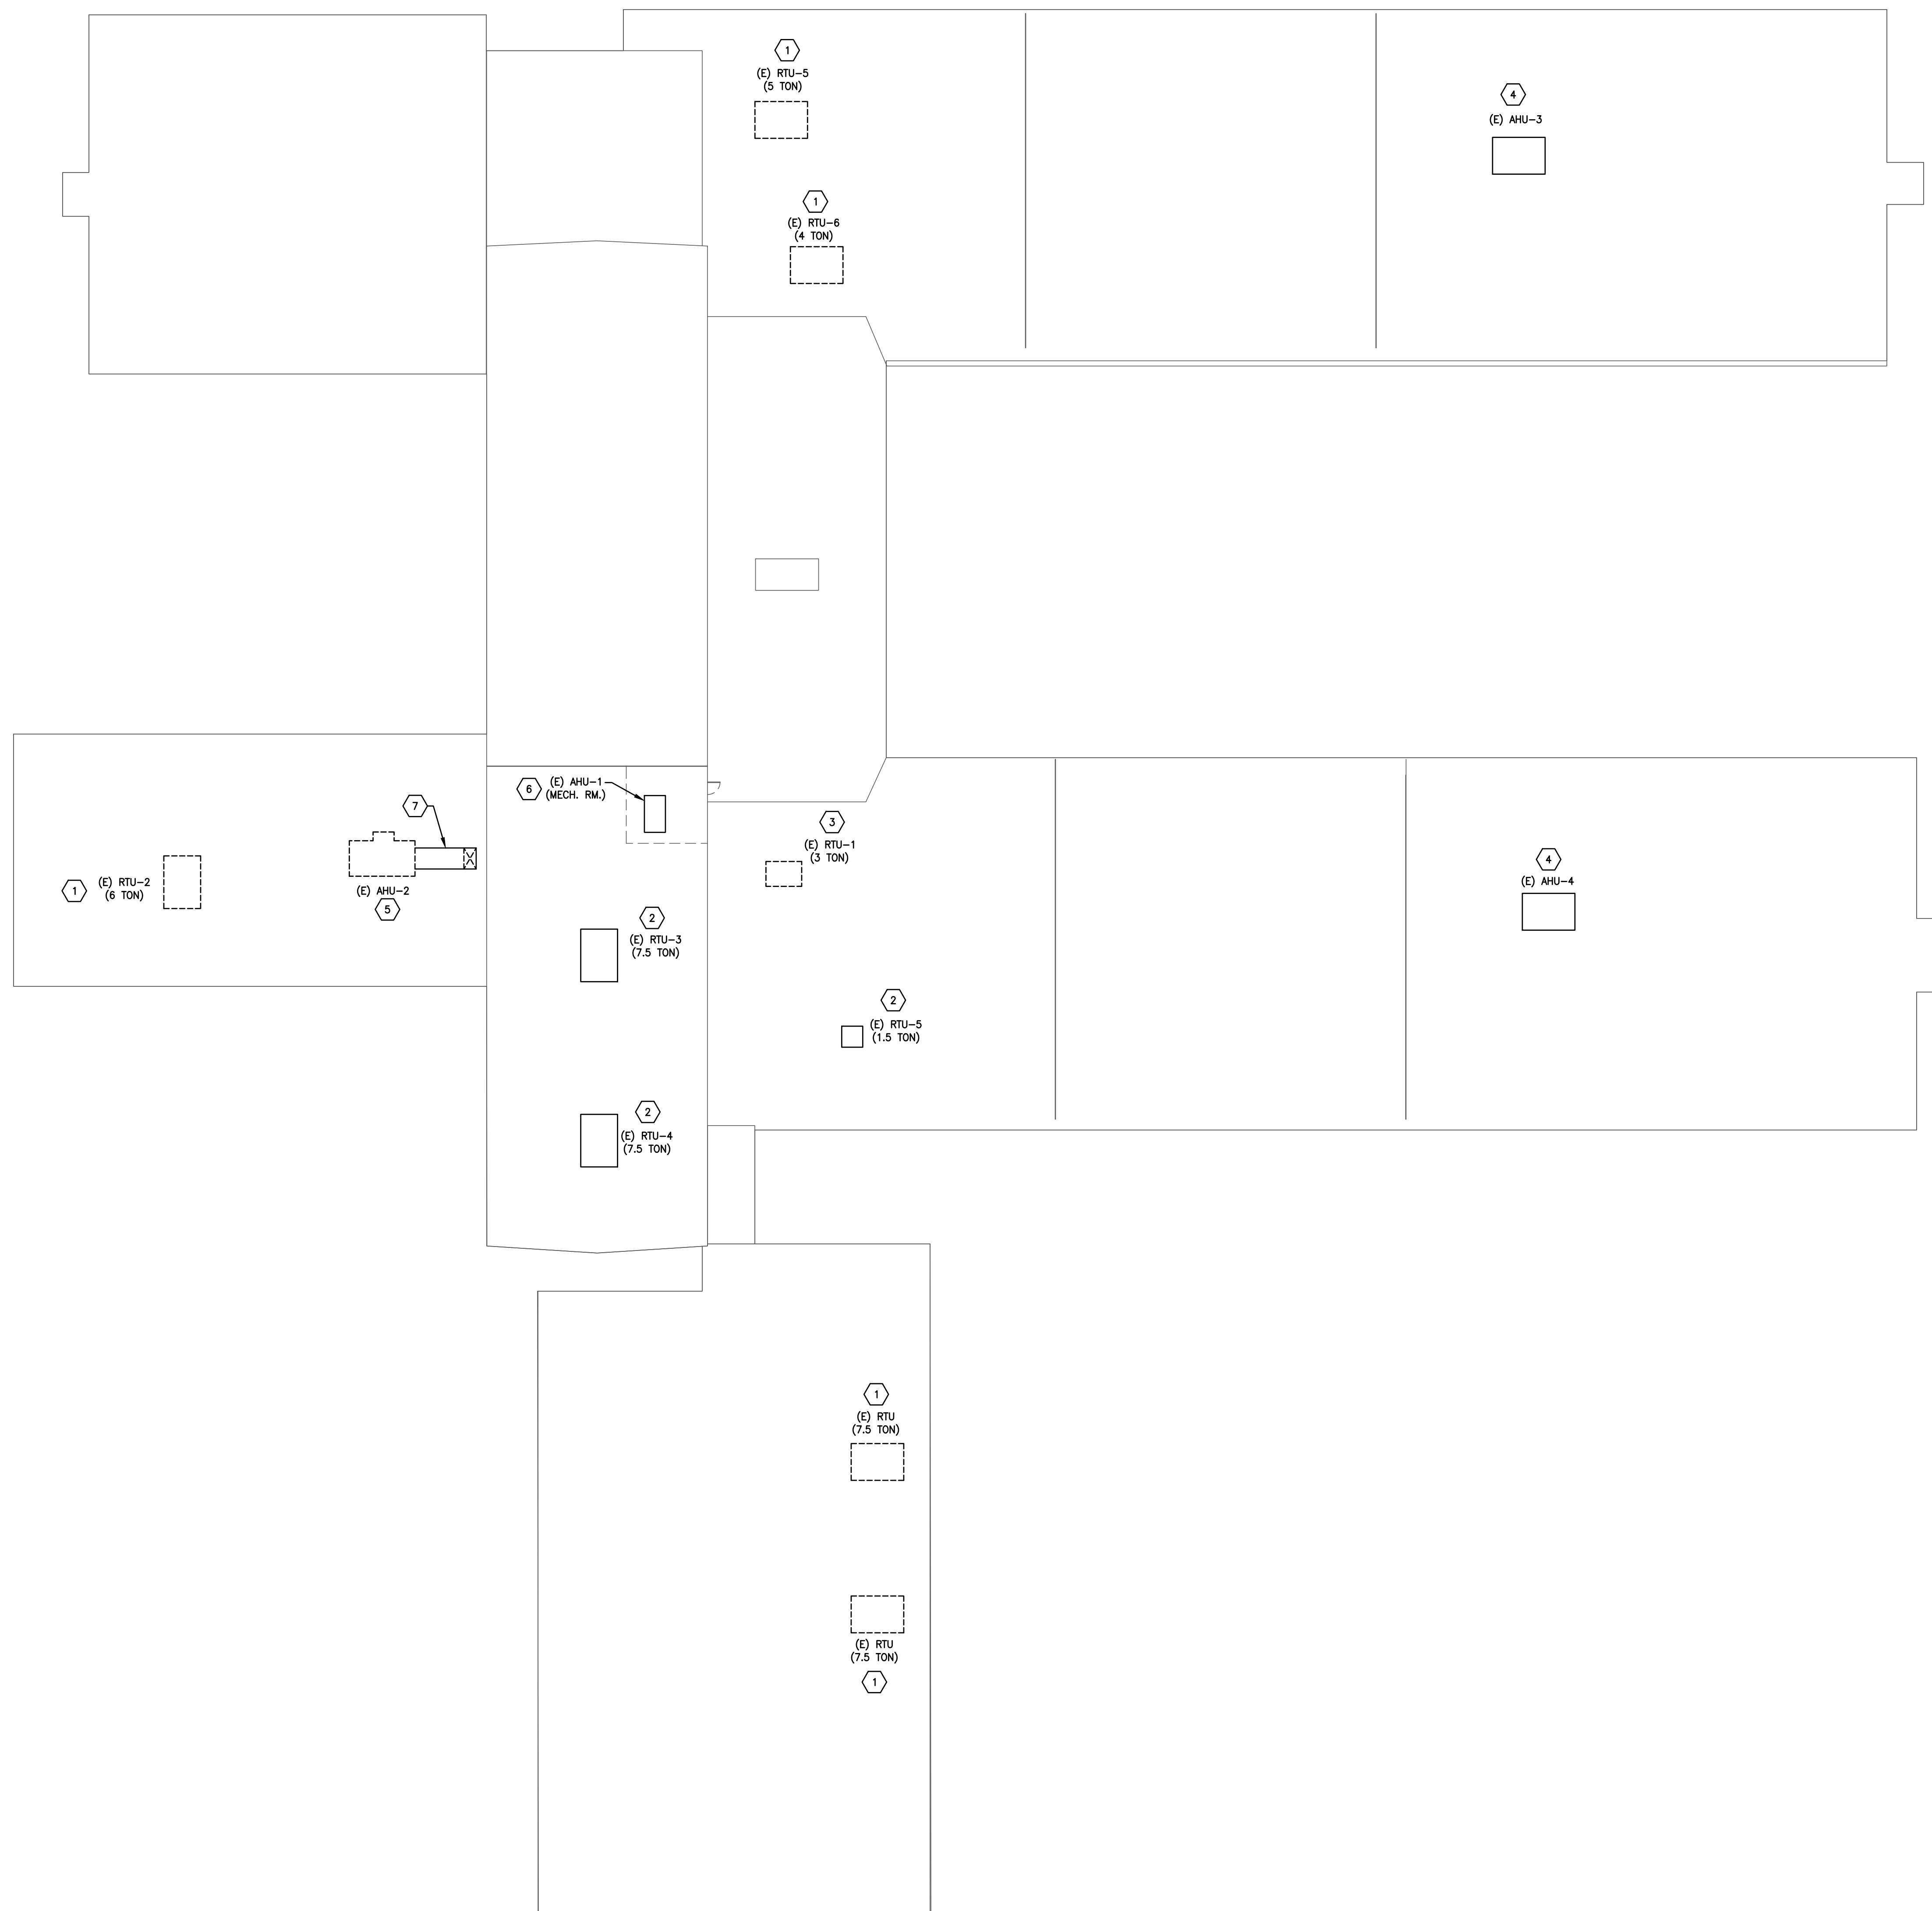 1
(E) RTU-5
(5 TON)
4
(E) AHU-3
1
(E) RTU-6
(4 TON)
6
(E) AHU-1
(MECH. RM.)
7
3
(E) RTU-1
(3 TON)
4
(E) AHU-4
1
(E) RTU-2
(6 TON)
(E) AHU-2
5
2
(E) RTU-3
(7.5 TON)
2
(E) RTU-5
(1.5 TON)
2
(E) RTU-4
(7.5 TON)
1
(E) RTU
(7.5 TON)
(E) RTU
(7.5 TON)
1